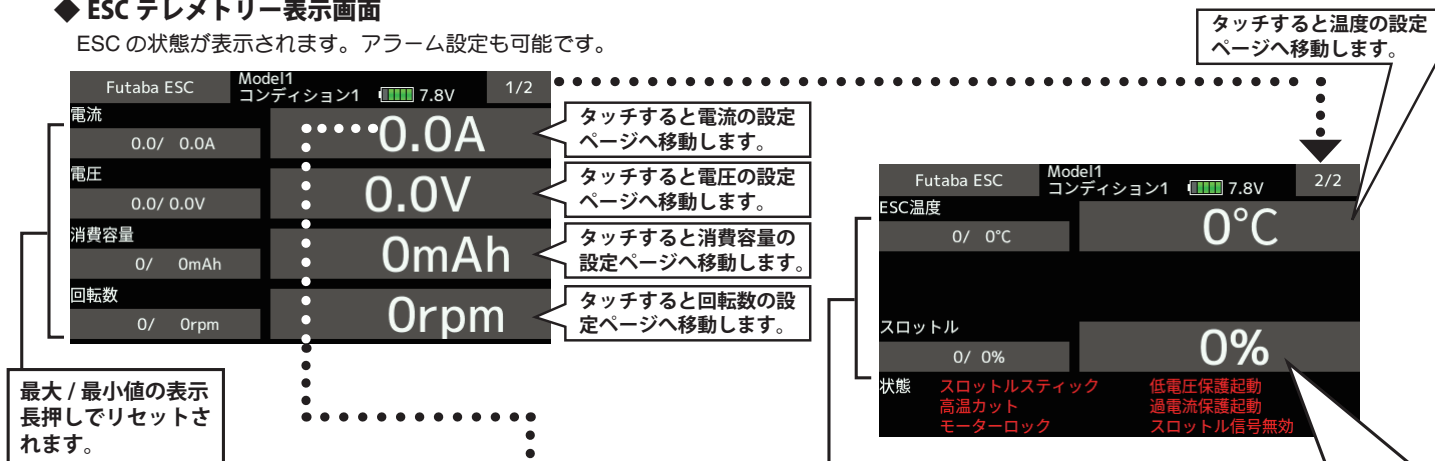 ◆ ESC テレメトリー表示画面
ESC の状態が表示されます。アラーム設定も可能です。
タッチすると温度の設定
ページへ移動します。
Futaba ESC
Model1
コンディション1 7.8V
1/2
電流
0.0/ 0.0A
0.0A
タッチすると電流の設定
ページへ移動します。
電圧
0.0/ 0.0V
0.0V
タッチすると電圧の設定
ページへ移動します。
消費容量
0/ 0mAh
0mAh
タッチすると消費容量の
設定ページへ移動します。
回転数
0/ 0rpm
0rpm
タッチすると回転数の設
定ページへ移動します。
最大 / 最小値の表示
長押しでリセットさ
れます。
Futaba ESC
Model1
コンディション1 7.8V
2/2
ESC温度
0/ 0°C
0°C
スロットル
0/ 0%
0%
状態
スロットルスティック
低電圧保護起動
高温カット
過電流保護起動
モーターロック
スロットル信号無効